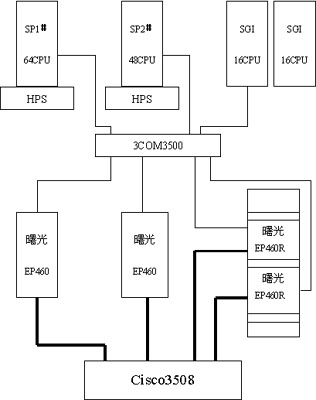 SP1#
64CPU
HPS
SP2#
48CPU
HPS
SGI
16CPU
SGI
16CPU
3COM3500
曙光
EP460
曙光
EP460
曙光
EP460R
曙光
EP460R
Cisco3508